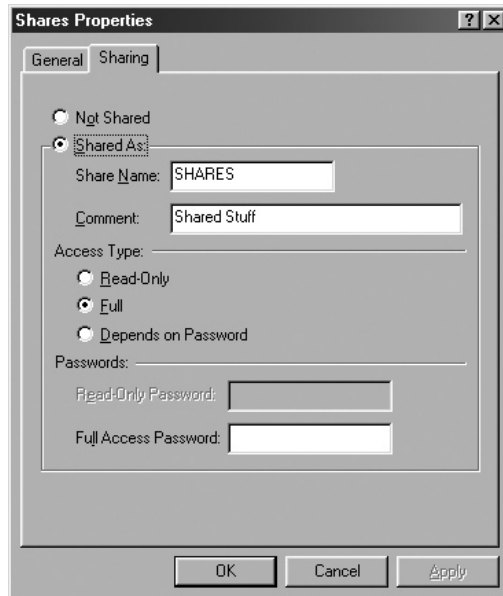 Shares Properties
General Sharing
Not Shared
Shared As:
Share Name: SHARES
Comment: Shared Stuff
Access Type:
Read-Only
Full
Depends on Password
Passwords:
Read-Only Password:
Full Access Password:
OK Cancel Apply